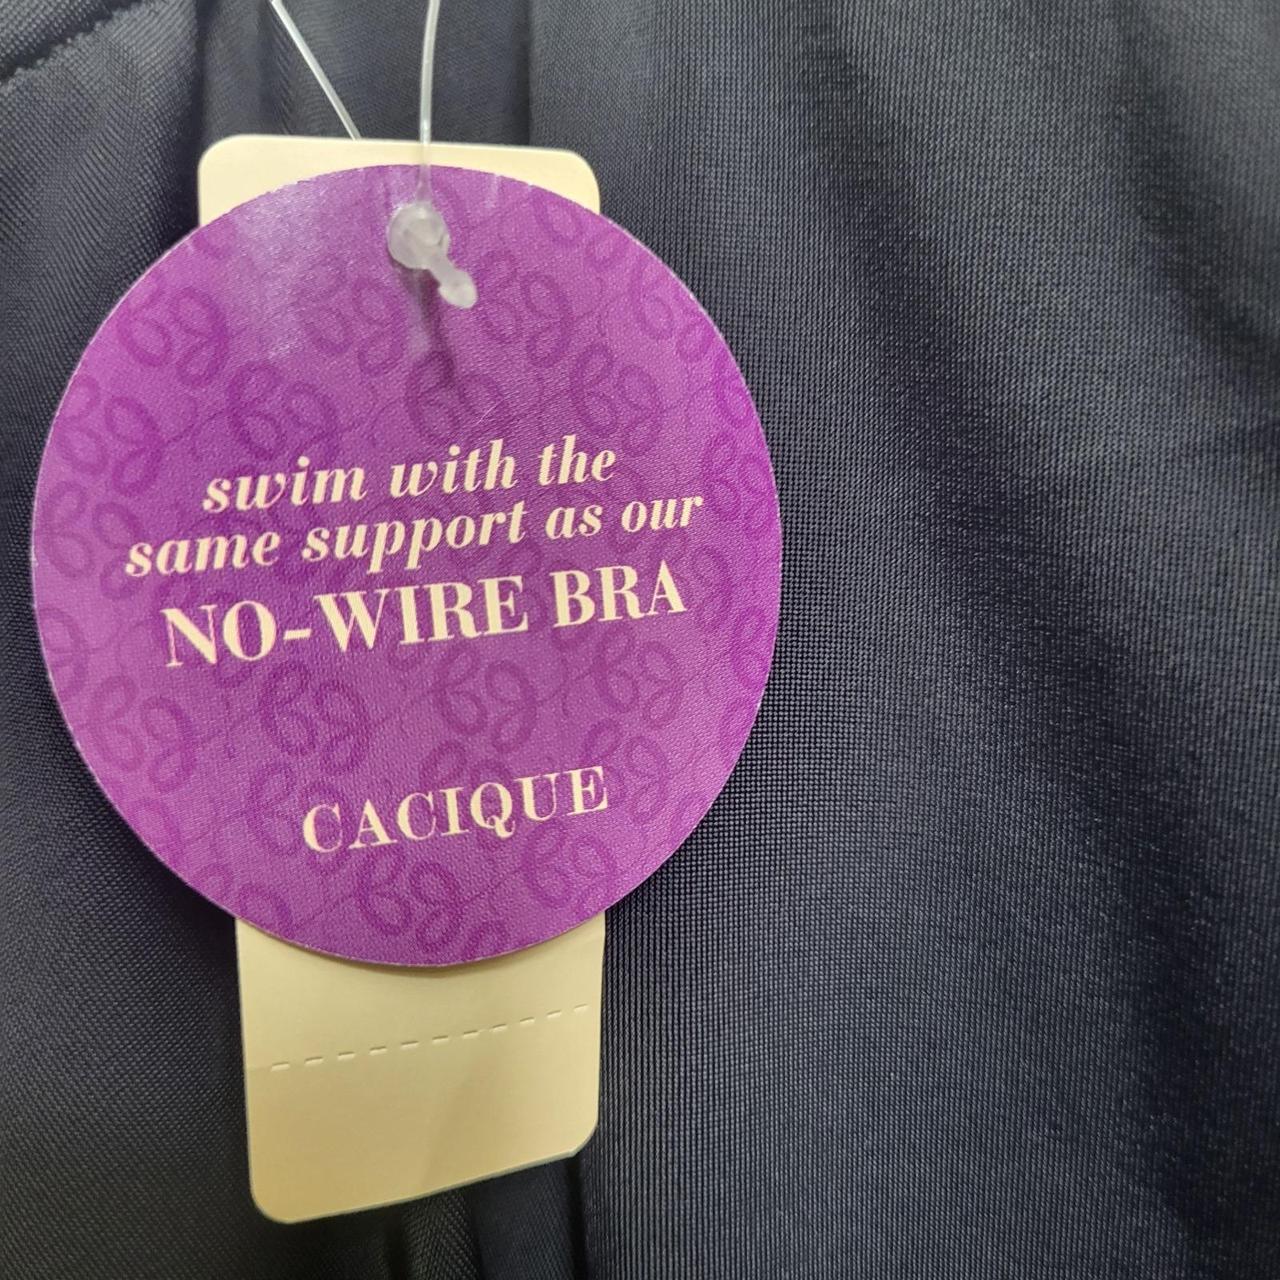 swim with the
same support as our
NO-WIRE BRA
CACIQUE